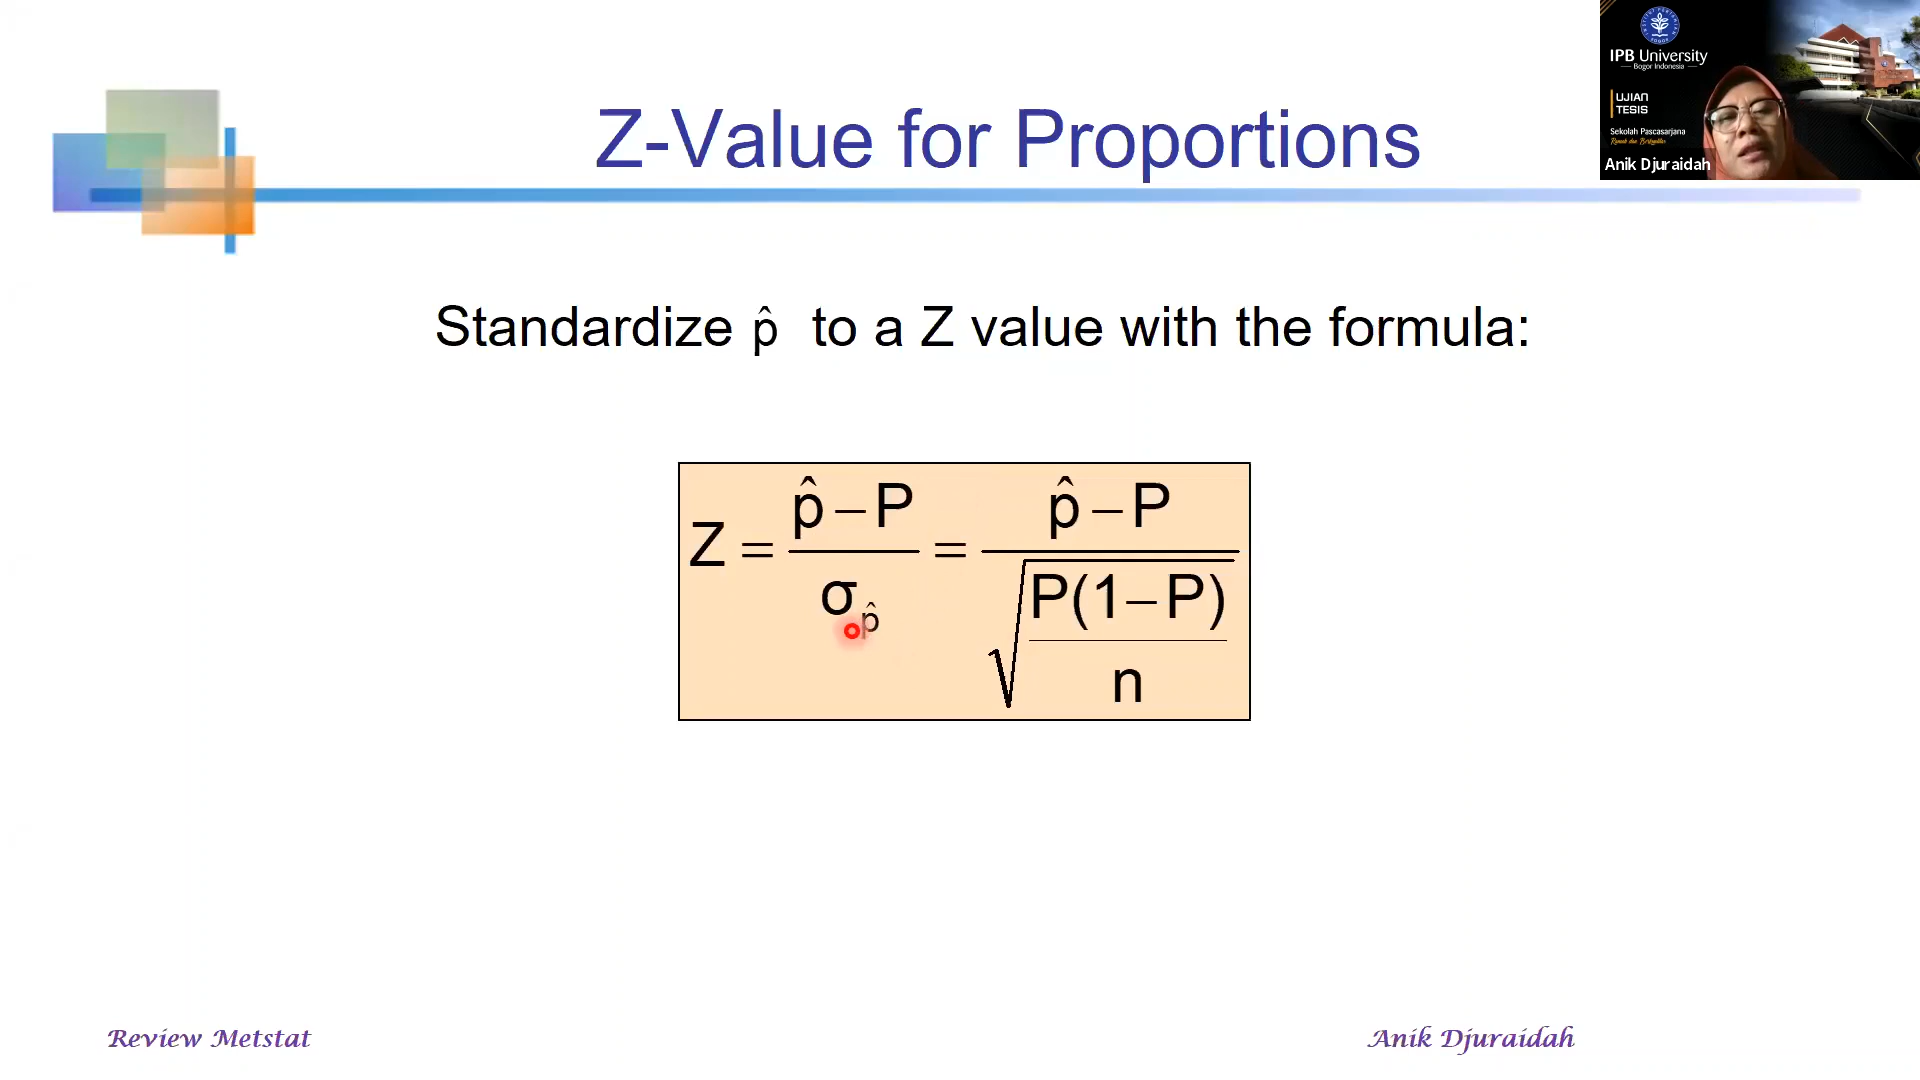 IPB University
Bogor Indonesia
UJIAN
TESIS
Sekolah Pascasarjana
Anik Djuraidah
Z-Value for Proportions
Standardize p̂ to a Z value with the formula:
Z = (p̂ − P) / σ_p̂ = (p̂ − P) / √(P(1−P) / n)
Review Metstat
Anik Djuraidah